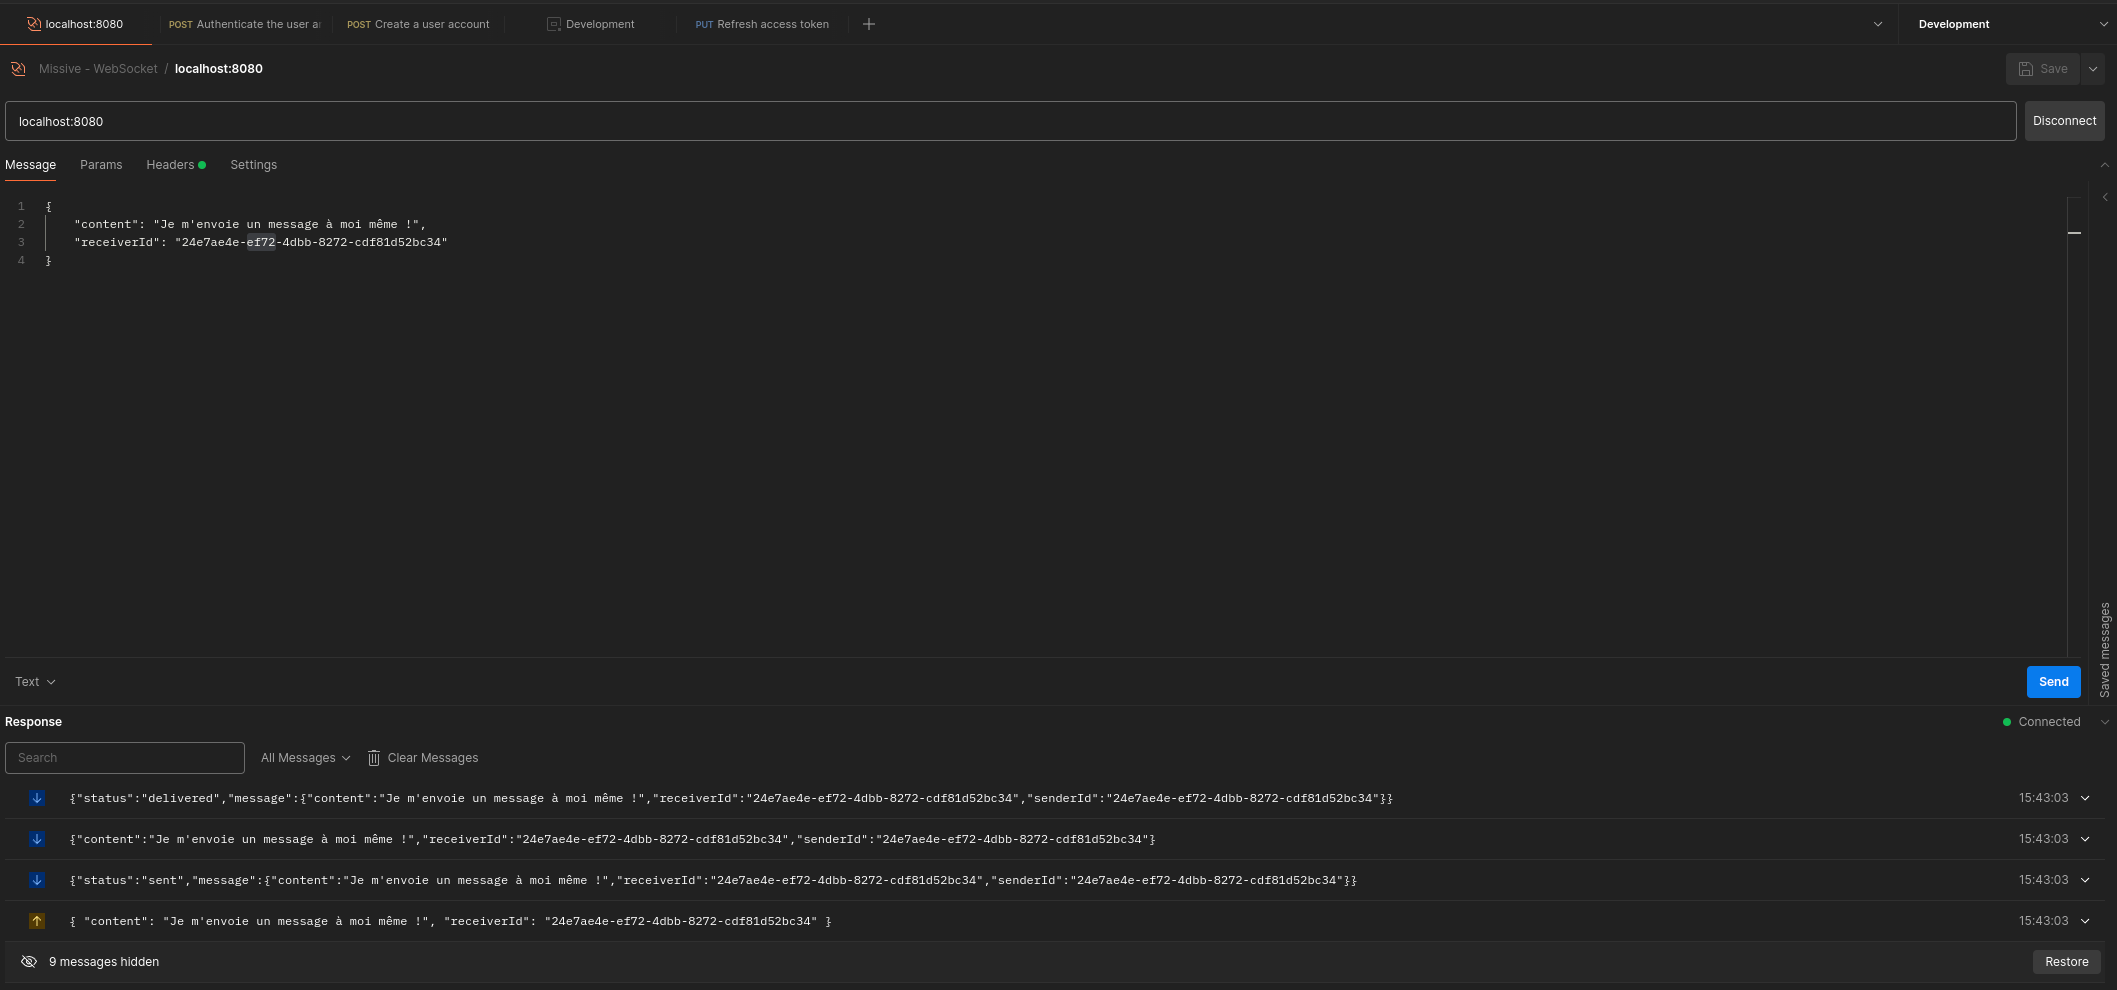 localhost:8080 POST Authenticate the user a POST Create a user account Development PUT Refresh access token Development
Missive - WebSocket / localhost:8080 Save
localhost:8080 Disconnect
Message Params Headers Settings
1 {
2 "content": "Je m'envoie un message à moi même !",
3 "receiverId": "24e7ae4e-ef72-4dbb-8272-cdf81d52bc34"
4 }
Saved messages
Text Send
Response Connected
Search All Messages Clear Messages
{"status":"delivered","message":{"content":"Je m'envoie un message à moi même !","receiverId":"24e7ae4e-ef72-4dbb-8272-cdf81d52bc34","senderId":"24e7ae4e-ef72-4dbb-8272-cdf81d52bc34"}} 15:43:03
{"content":"Je m'envoie un message à moi même !","receiverId":"24e7ae4e-ef72-4dbb-8272-cdf81d52bc34","senderId":"24e7ae4e-ef72-4dbb-8272-cdf81d52bc34"} 15:43:03
{"status":"sent","message":{"content":"Je m'envoie un message à moi même !","receiverId":"24e7ae4e-ef72-4dbb-8272-cdf81d52bc34","senderId":"24e7ae4e-ef72-4dbb-8272-cdf81d52bc34"}} 15:43:03
{ "content": "Je m'envoie un message à moi même !", "receiverId": "24e7ae4e-ef72-4dbb-8272-cdf81d52bc34" } 15:43:03
9 messages hidden Restore